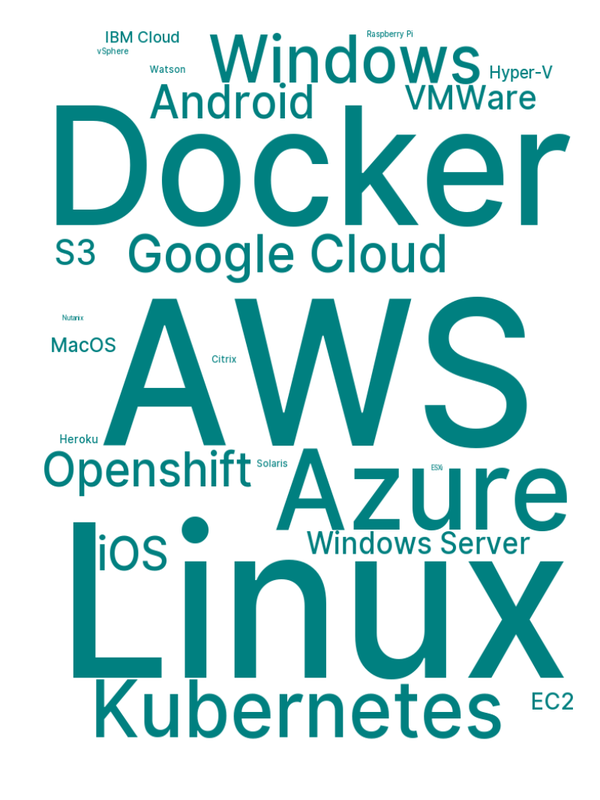 IBM Cloud
Raspberry Pi
vSphere
Windows
Watson
Hyper-V
Android
VMWare
Docker
S3
Google Cloud
Nutanix
MacOS
AWS
Citrix
Heroku
Openshift
Solaris
Azure
ESXi
iOS
Windows Server
Linux
Kubernetes
EC2